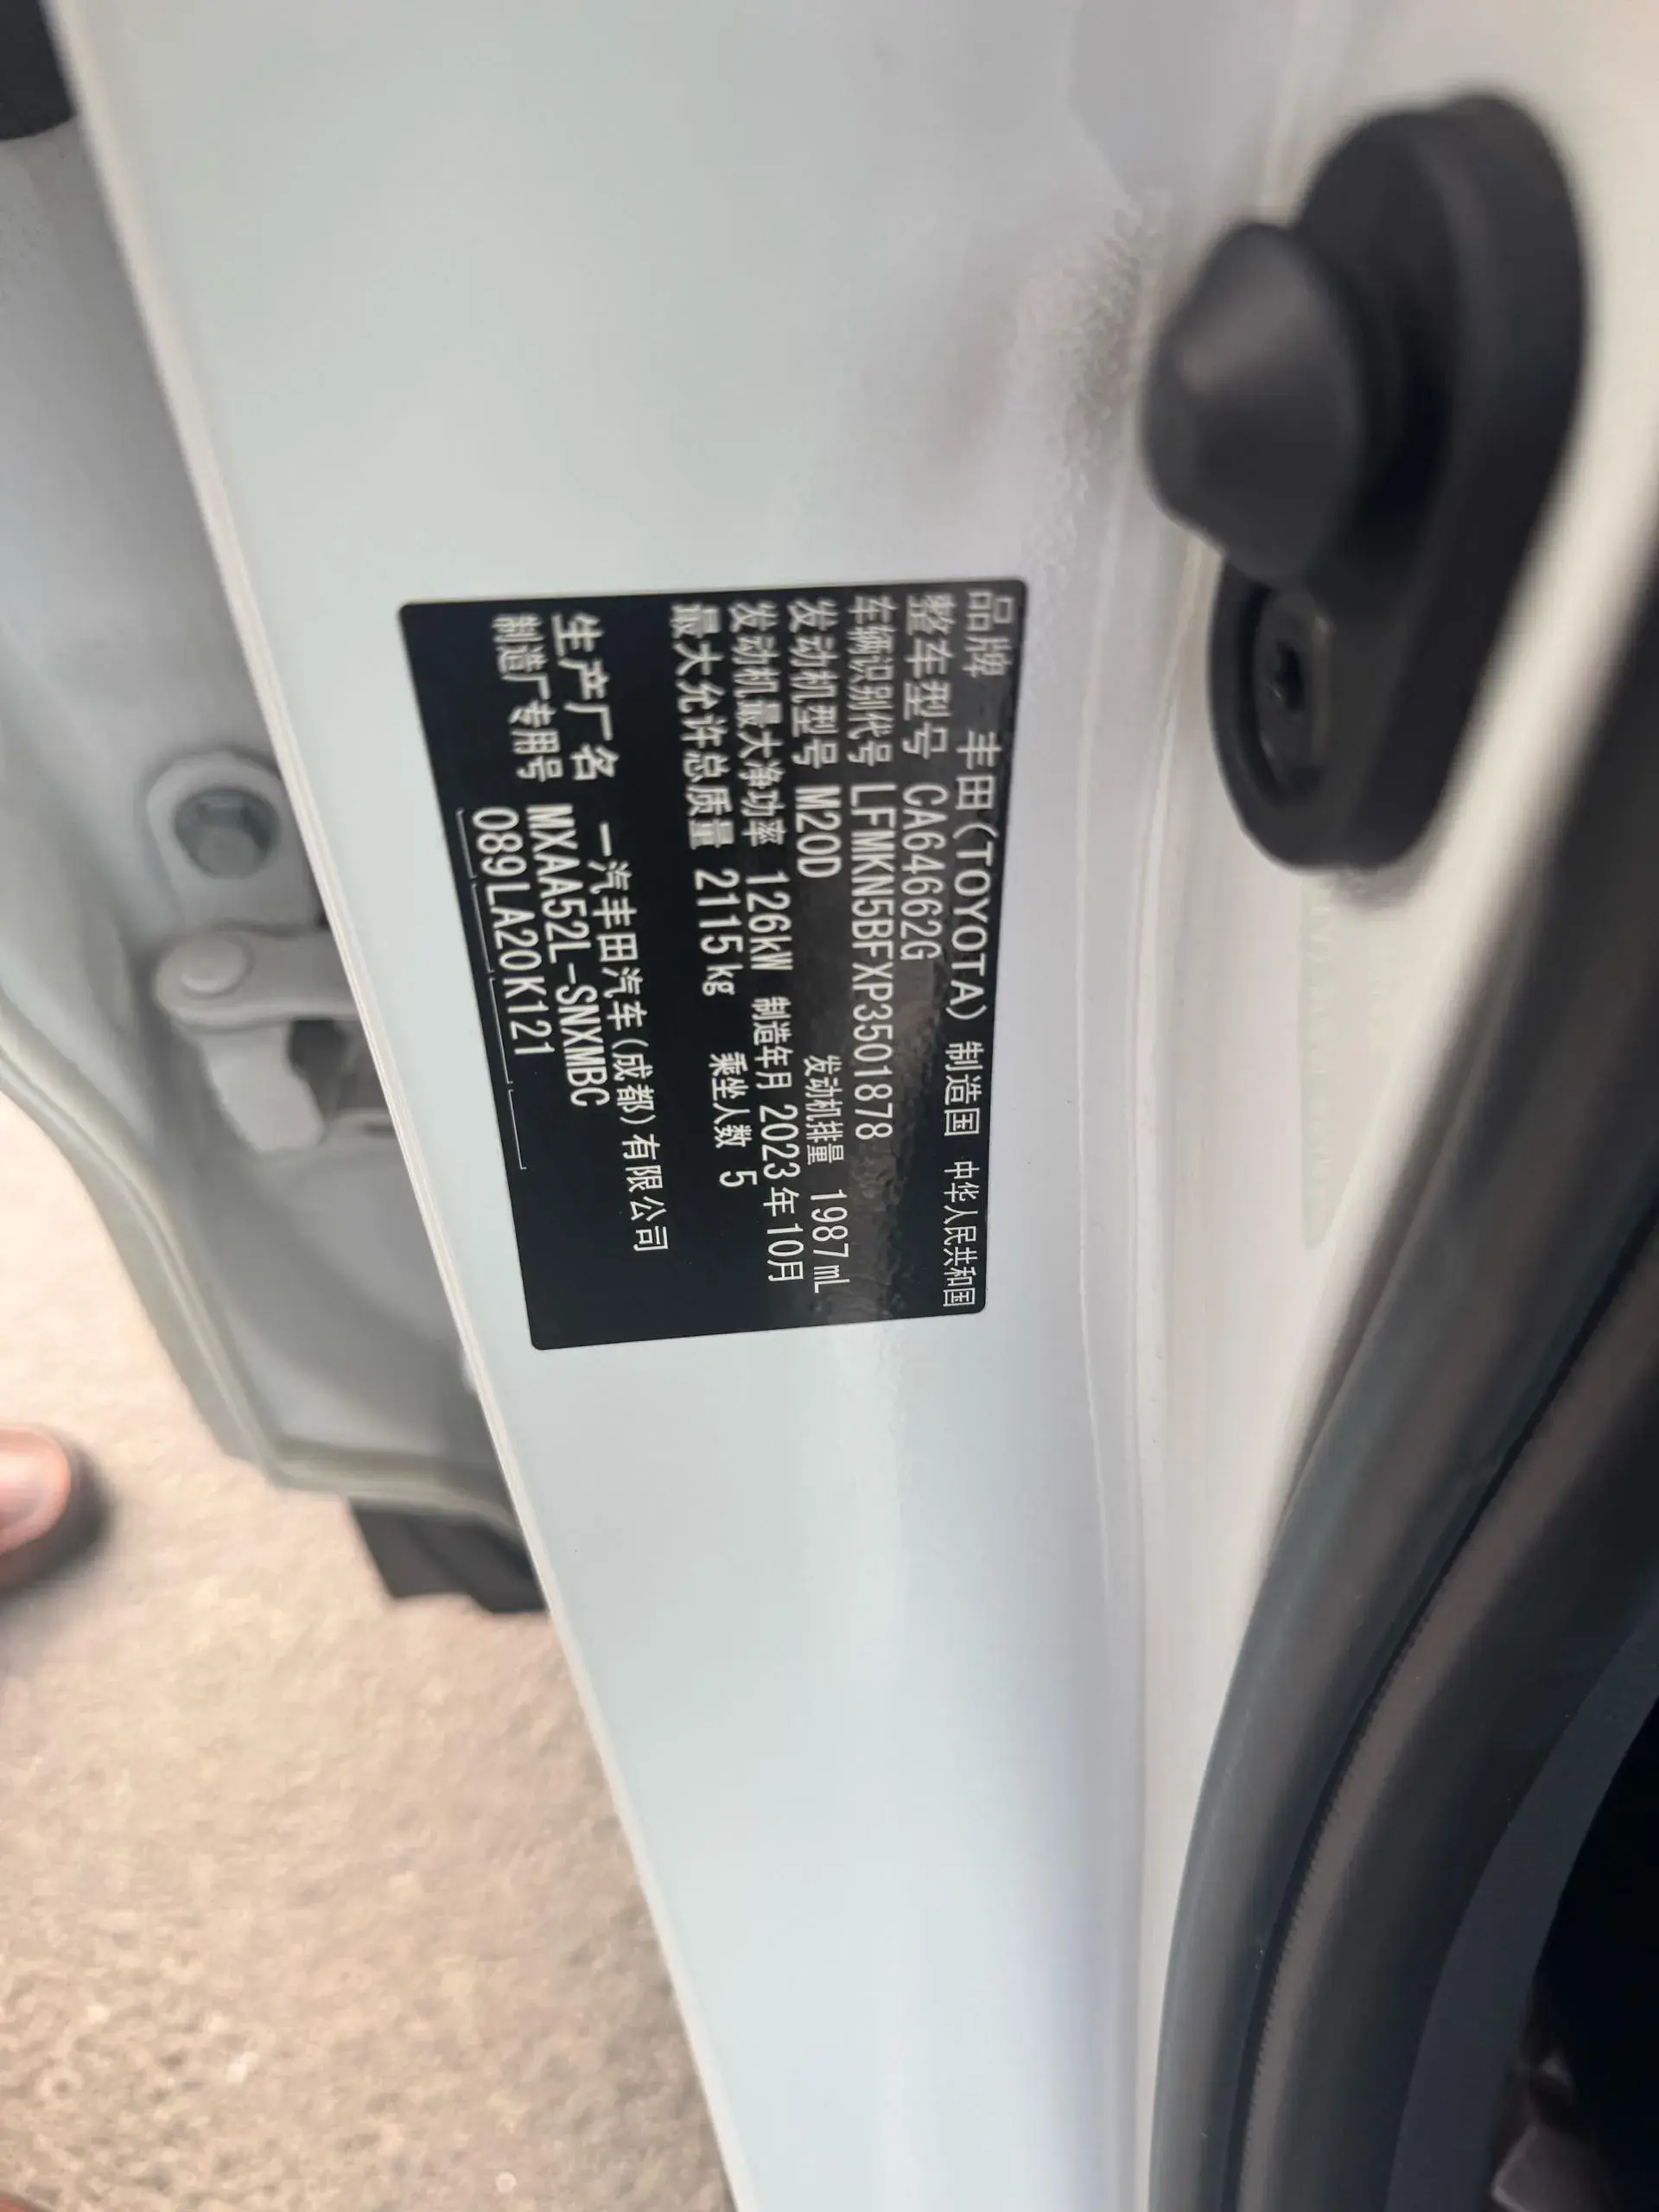 品牌 丰田(TOYOTA) 制造国 中华人民共和国
整车型号 CA64662G
车辆识别代号 LFMKN5BFXP3501878
发动机型号 M20D 发动机排量 1987mL
发动机最大净功率 126kW 制造年月 2023年10月
最大允许总质量 2115kg 乘坐人数 5
生产厂名 一汽丰田汽车(成都)有限公司
制造厂专用号 MXAA52L-SNXMBC
089LA20K121